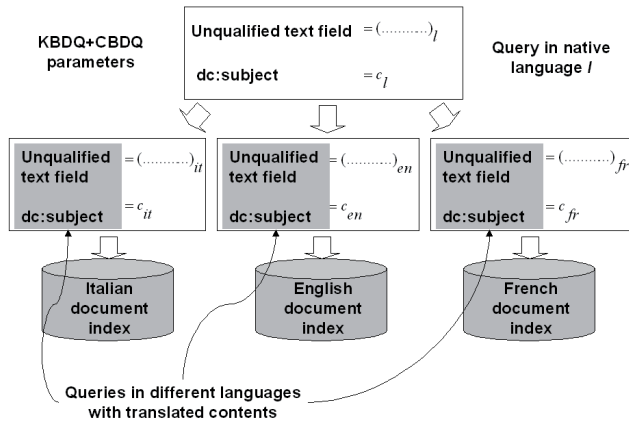 KBDQ+CBDQ
parameters
Unqualified text field = (...........)l
dc:subject = cl
Query in native
language l
Unqualified
text field = (...........)it
dc:subject = cit
Unqualified
text field = (...........)en
dc:subject = cen
Unqualified
text field = (...........)fr
dc:subject = cfr
Italian
document
index
English
document
index
French
document
index
Queries in different languages
with translated contents